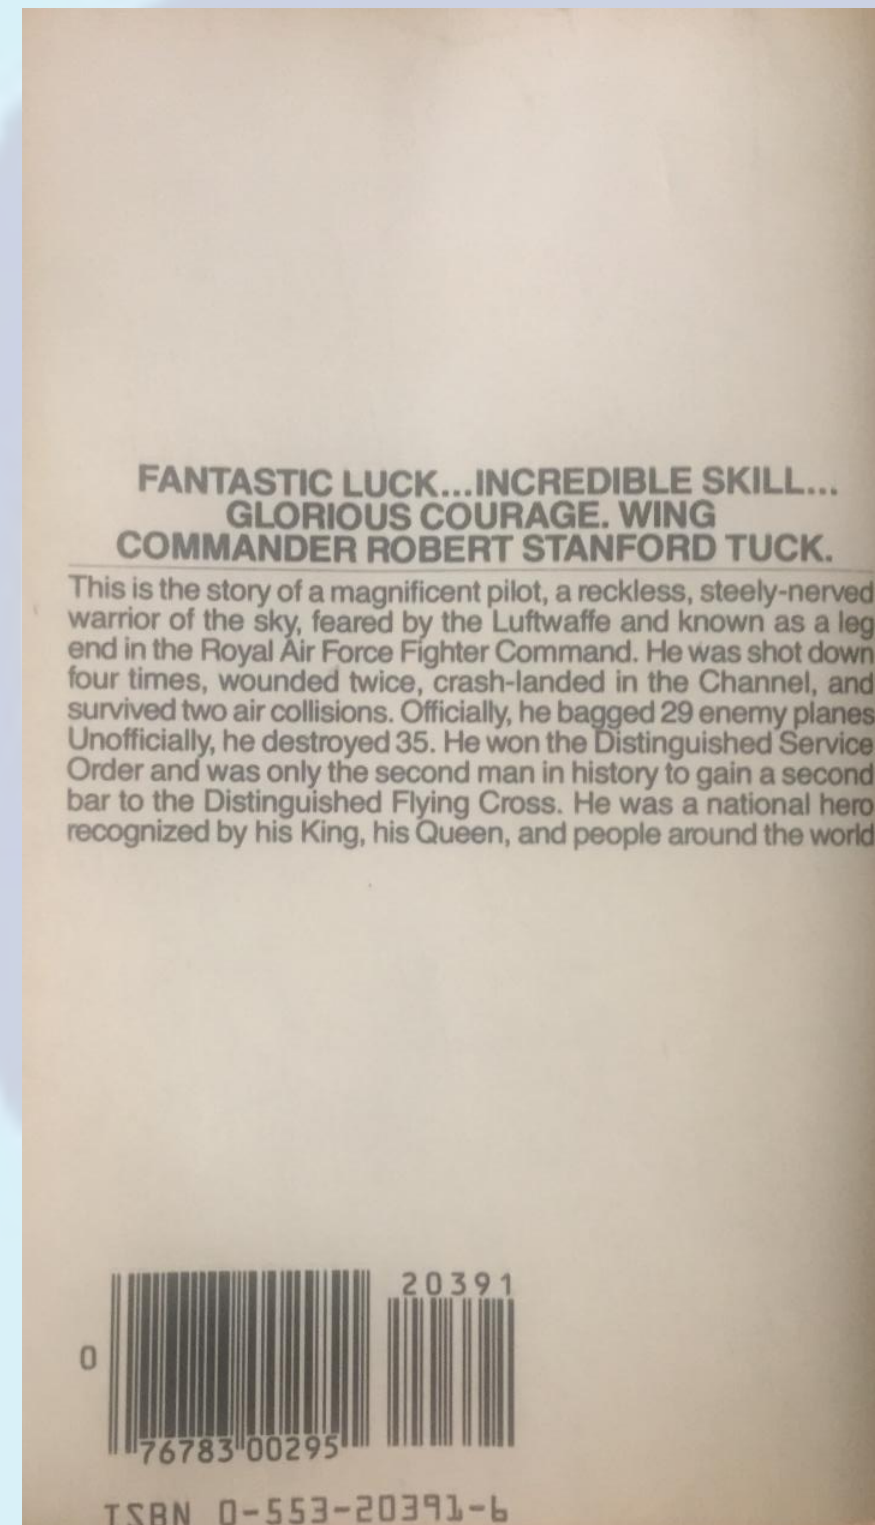 FANTASTIC LUCK...INCREDIBLE SKILL...
GLORIOUS COURAGE. WING
COMMANDER ROBERT STANFORD TUCK.
This is the story of a magnificent pilot, a reckless, steely-nerved
warrior of the sky, feared by the Luftwaffe and known as a leg
end in the Royal Air Force Fighter Command. He was shot down
four times, wounded twice, crash-landed in the Channel, and
survived two air collisions. Officially, he bagged 29 enemy planes
Unofficially, he destroyed 35. He won the Distinguished Service
Order and was only the second man in history to gain a second
bar to the Distinguished Flying Cross. He was a national hero
recognized by his King, his Queen, and people around the world
20391
0
76783 00295
ISBN 0-553-20391-6